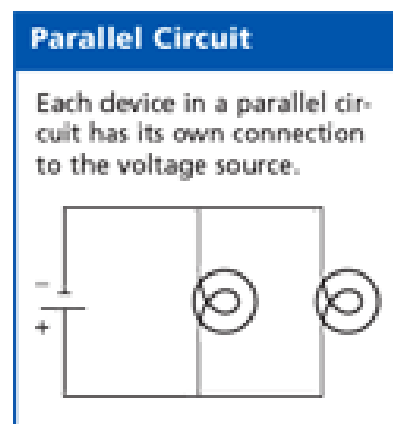 Parallel Circuit
Each device in a parallel cir-
cuit has its own connection
to the voltage source.
−
+